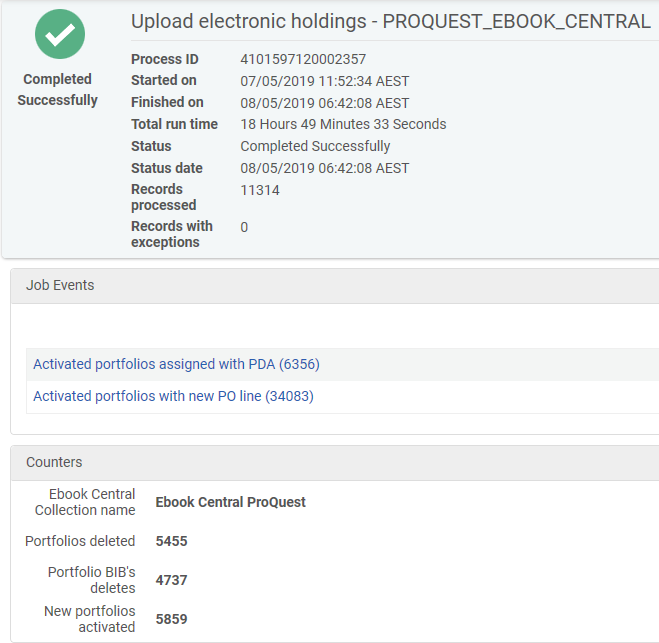 Upload electronic holdings - PROQUEST_EBOOK_CENTRAL
Completed
Successfully
Process ID 4101597120002357
Started on 07/05/2019 11:52:34 AEST
Finished on 08/05/2019 06:42:08 AEST
Total run time 18 Hours 49 Minutes 33 Seconds
Status Completed Successfully
Status date 08/05/2019 06:42:08 AEST
Records 11314
processed
Records with 0
exceptions
Job Events
Activated portfolios assigned with PDA (6356)
Activated portfolios with new PO line (34083)
Counters
Ebook Central
Collection name Ebook Central ProQuest
Portfolios deleted 5455
Portfolio BIB's
deletes 4737
New portfolios
activated 5859